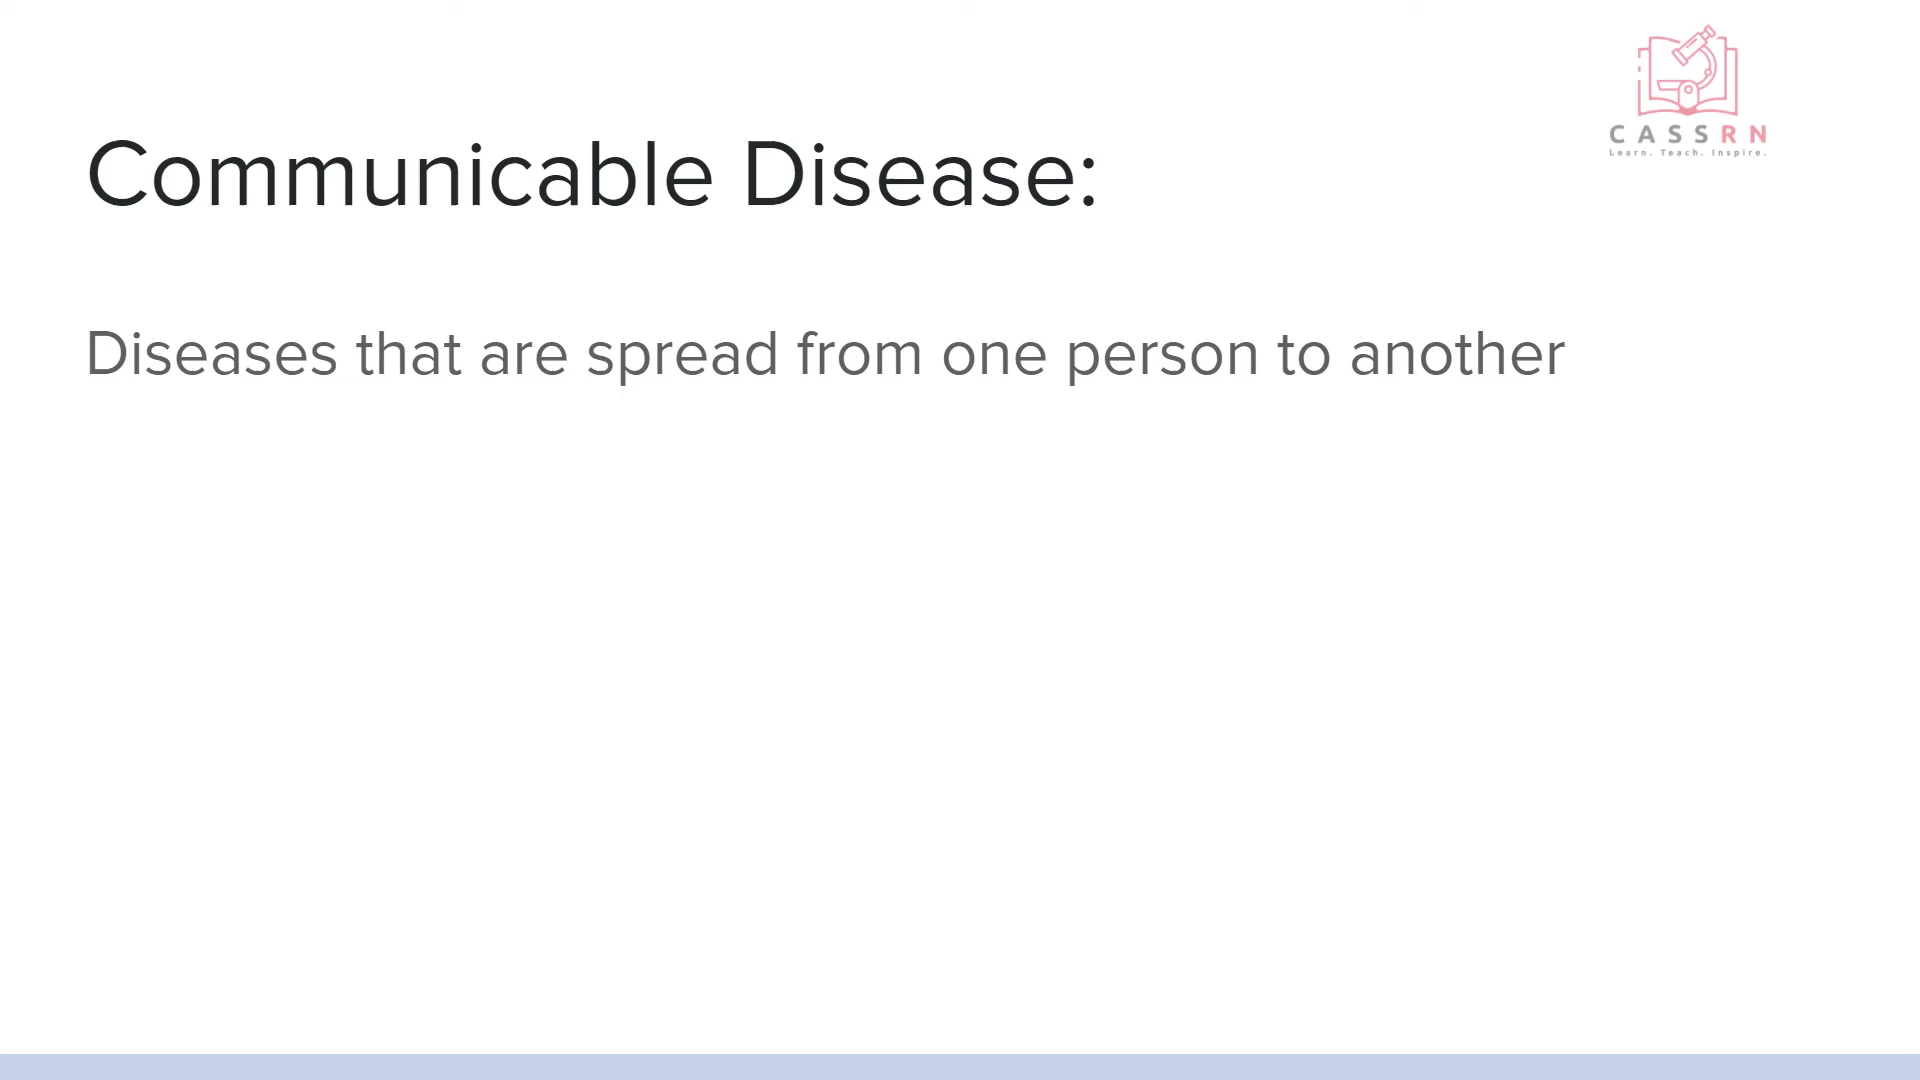 CASSRN
Learn. Teach. Inspire.
Communicable Disease:
Diseases that are spread from one person to another